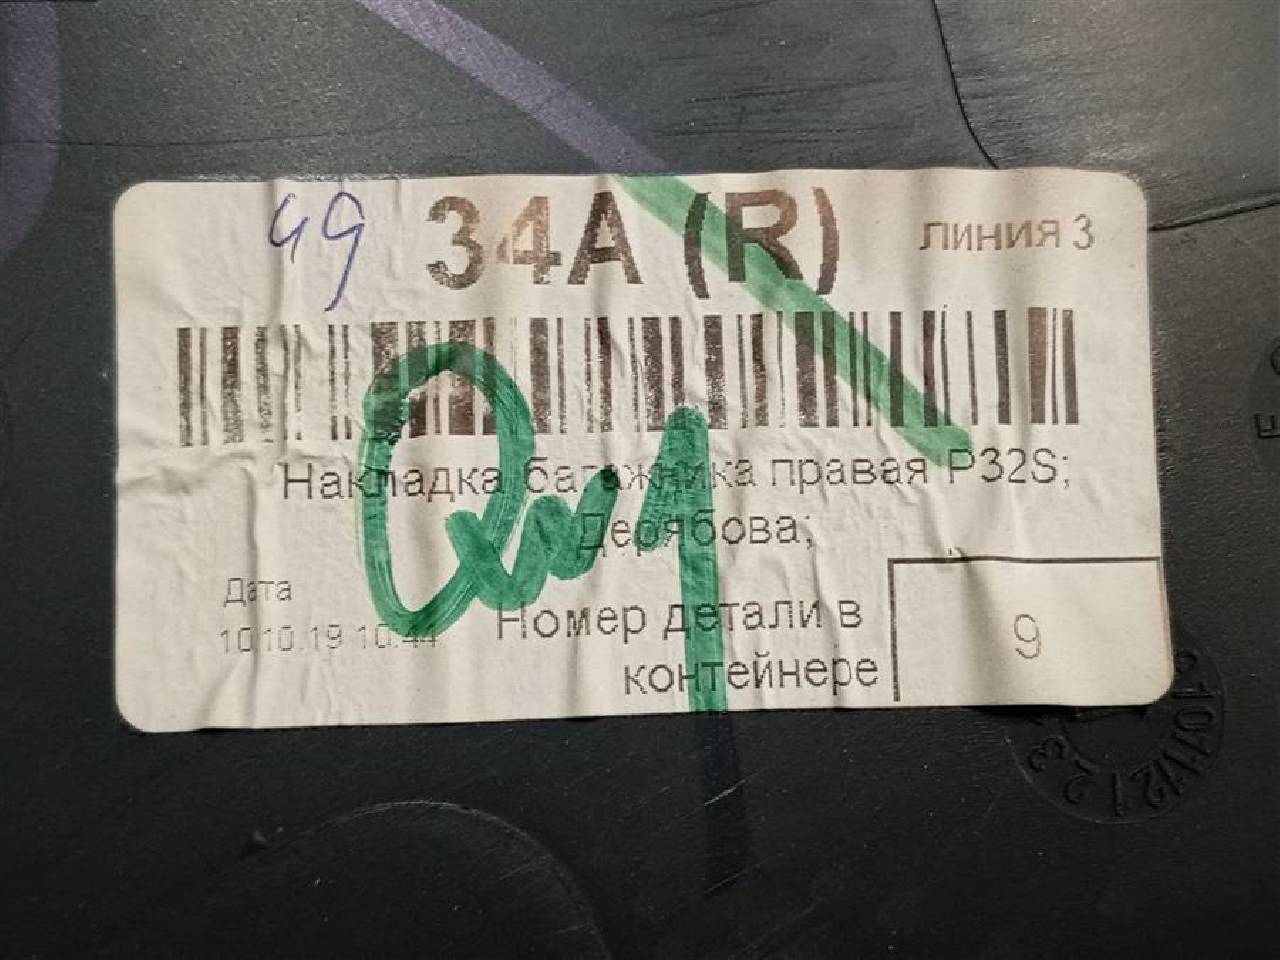 49 34A (R) линия 3
Накладка багажника правая P32S;
Дерябова;
Дата
10.10.19 10:44
Номер детали в
контейнере
9